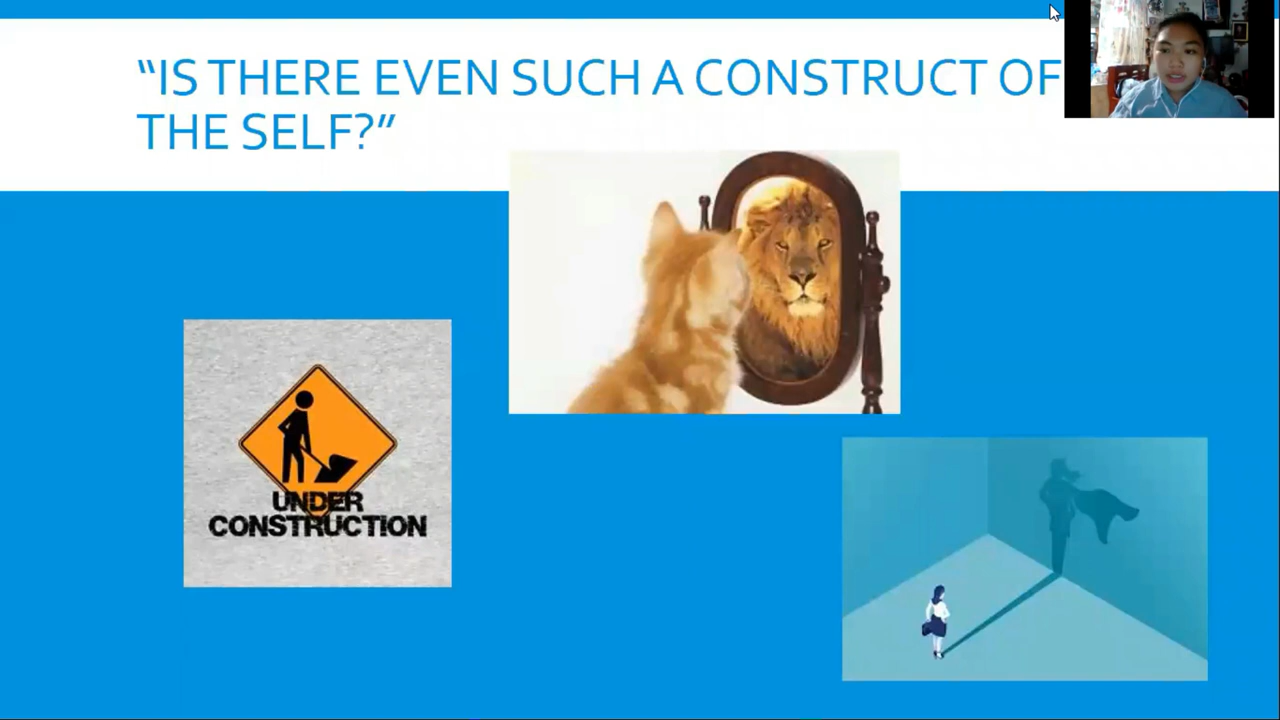 “IS THERE EVEN SUCH A CONSTRUCT OF
THE SELF?”
UNDER
CONSTRUCTION